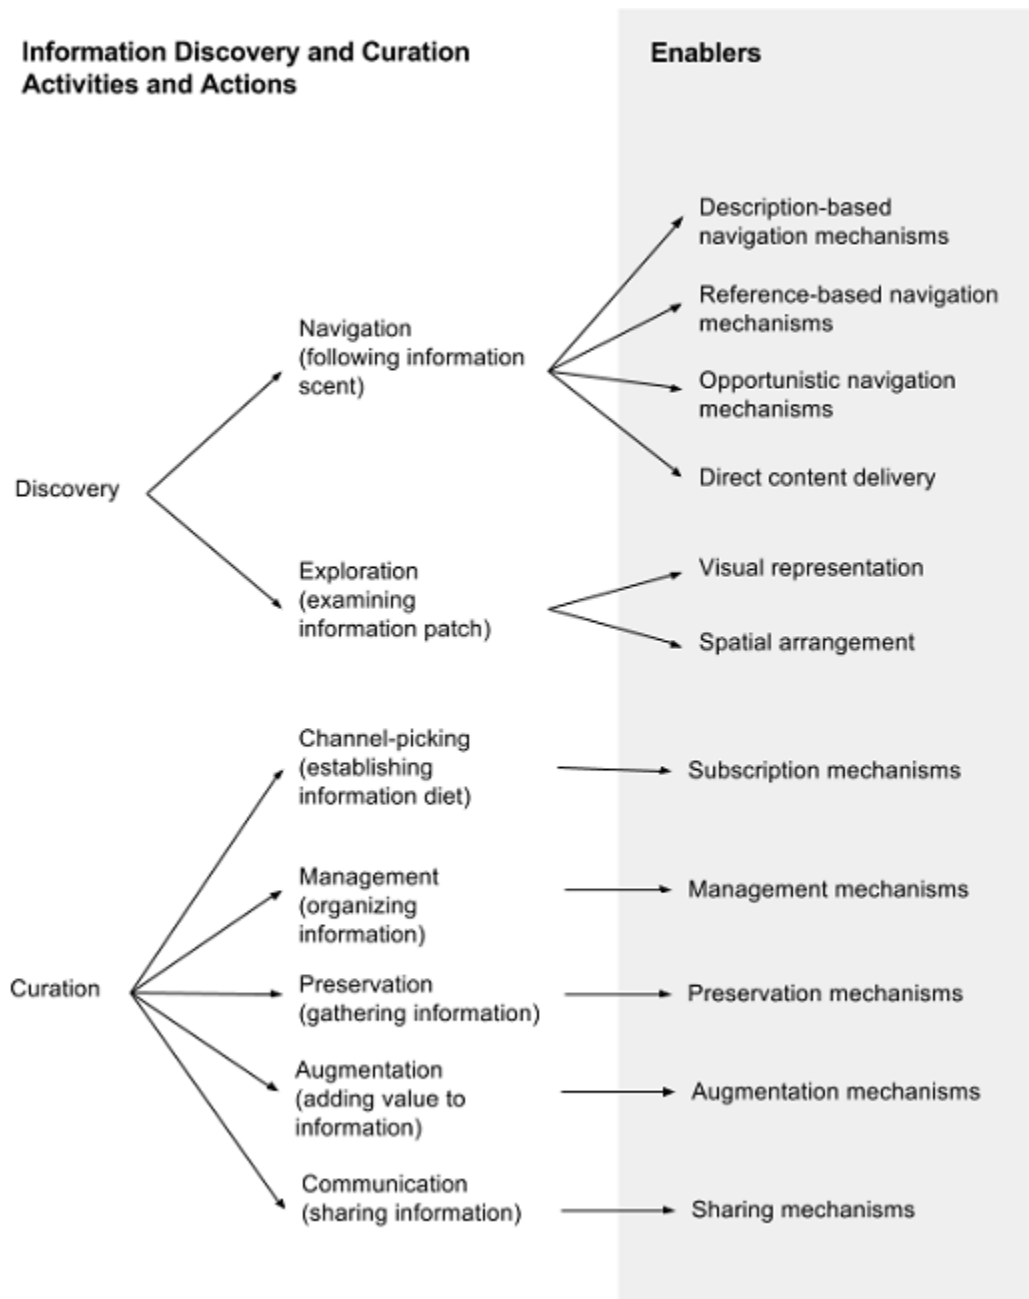 Information Discovery and Curation
Activities and Actions
Enablers
Discovery
Navigation
(following information
scent)
Description-based
navigation mechanisms
Reference-based navigation
mechanisms
Opportunistic navigation
mechanisms
Direct content delivery
Exploration
(examining
information patch)
Visual representation
Spatial arrangement
Curation
Channel-picking
(establishing
information diet)
Subscription mechanisms
Management
(organizing
information)
Management mechanisms
Preservation
(gathering information)
Preservation mechanisms
Augmentation
(adding value to
information)
Augmentation mechanisms
Communication
(sharing information)
Sharing mechanisms